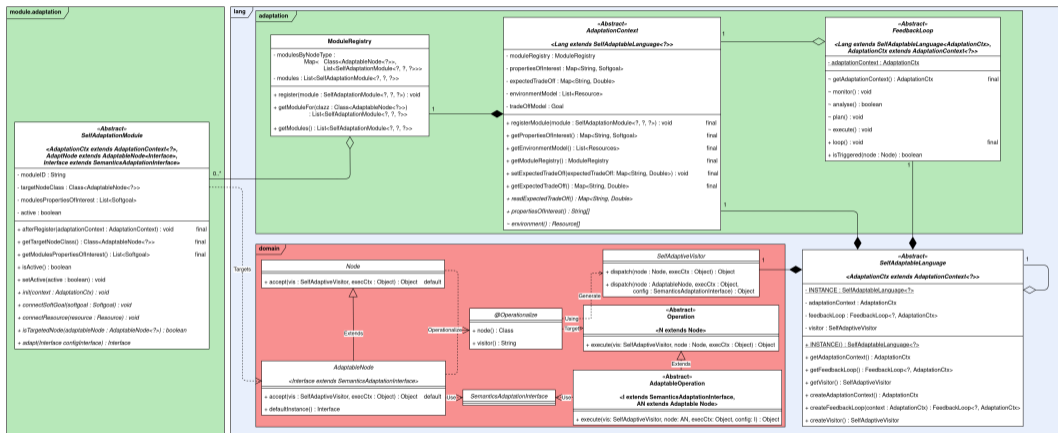 module.adaptation
«Abstract»
SelfAdaptationModule
<AdaptationCtx extends AdaptationContext<?>,
AdaptNode extends AdaptableNode<Interface>,
Interface extends SemanticsAdaptationInterface>
- moduleID : String
- targetNodeClass : Class<AdaptableNode<?>>
- modulesPropertiesOfInterest : List<Softgoal>
- active : boolean
+ afterRegister(adaptationContext : AdaptationContext) : void final
+ getTargetNodeClass() : Class<AdaptableNode<?>> final
+ getModulesPropertiesOfInterest() : List<Softgoal> final
+ isActive() : boolean
+ setActive(active : boolean) : void
+ init(context : AdaptationCtx) : void
+ connectSoftGoal(softgoal : Softgoal) : void
+ connectResource(resource : Resource) : void
+ isTargetedNode(adaptableNode : AdaptableNode<?>) : boolean
+ adapt(Interface configInterface) : Interface
0..*
Targets
lang
adaptation
ModuleRegistry
- modulesByNodeType :
Map< Class<AdaptableNode<?>>,
List<SelfAdaptationModule<?, ?, ?>>>
- modules : List<SelfAdaptationModule<?, ?, ?>>
+ register(module : SelfAdaptationModule<?, ?, ?>) : void
+ getModuleFor(clazz : Class<AdaptableNode<?>>)
: List<SelfAdaptationModule<?, ?, ?>>
+ getModules() : List<SelfAdaptationModule<?, ?, ?>>
1
«Abstract»
AdaptationContext
<Lang extends SelfAdaptableLanguage<?>>
- moduleRegistry : ModuleRegistry
- propertiesOfInterest : Map<String, Softgoal>
- expectedTradeOff : Map<String, Double>
- environmentModel : List<Resource>
- tradeOffModel : Goal
+ registerModule(module : SelfAdaptationModule<?, ?, ?>) : void final
+ getPropertiesOfInterest() : Map<String, Softgoal> final
+ getEnvironmentModel() : List<Resources> final
+ getModuleRegistry() : ModuleRegistry final
+ setExpectedTradeOff(expectedTradeOff: Map<String, Double>) : void final
+ getExpectedTradeOff() : Map<String, Double> final
+ readExpectedTradeOff() : Map<String, Double>
+ propertiesOfInterest() : String[]
~ environment() : Resource[]
1
1
«Abstract»
FeedbackLoop
<Lang extends SelfAdaptableLanguage<AdaptationCtx>,
AdaptationCtx extends AdaptationContext<?>>
- adaptationContext : AdaptationCtx
~ getAdaptationContext() : AdaptationCtx final
~ monitor() : void
~ analyse() : boolean
~ plan() : void
~ execute() : void
+ loop() : void final
+ isTriggered(node : Node) : boolean
1
domain
Node
+ accept(vis : SelfAdaptiveVisitor, execCtx : Object) : Object default
Extends
AdaptableNode
<Interface extends SemanticsAdaptationInterface>
+ accept(vis : SelfAdaptiveVisitor, execCtx : Object) : Object default
+ defaultInstance() : Interface
Operationalize
@Operationalize
+ node() : Class
+ visitor() : String
Using
Target
Generate
Use
SemanticsAdaptationInterface
Use
SelfAdaptiveVisitor
+ dispatch(node : Node, execCtx : Object) : Object
+ dispatch(node : AdaptableNode, execCtx : Object,
config : SemanticsAdaptationInterface) : Object
1
«Abstract»
Operation
<N extends Node>
+ execute(vis: SelfAdaptiveVisitor, node: Node, execCtx : Object) : Object
Extends
«Abstract»
AdaptableOperation
<I extends SemanticsAdaptationInterface,
AN extends Adaptable Node>
+ execute(vis: SelfAdaptiveVisitor, node: AN, execCtx: Object, config: I) : Object
«Abstract»
SelfAdaptableLanguage
<AdaptationCtx extends AdaptationContext<?>>
- INSTANCE : SelfAdaptableLanguage<?>
- adaptationContext : AdaptationCtx
- feedbackLoop : FeedbackLoop<?, AdaptationCtx>
- visitor : SelfAdaptiveVisitor
+ INSTANCE() : SelfAdaptableLanguage<?>
+ getAdaptationContext() : AdaptationCtx
+ getFeedbackLoop() : FeedbackLoop<?, AdaptationCtx>
+ getVisitor() : SelfAdaptiveVisitor
+ createAdaptationContext() : AdaptationCtx
+ createFeedbackLoop(context : AdaptationCtx) : FeedbackLoop<?, AdaptationCtx>
+ createVisitor() : SelfAdaptiveVisitor
1